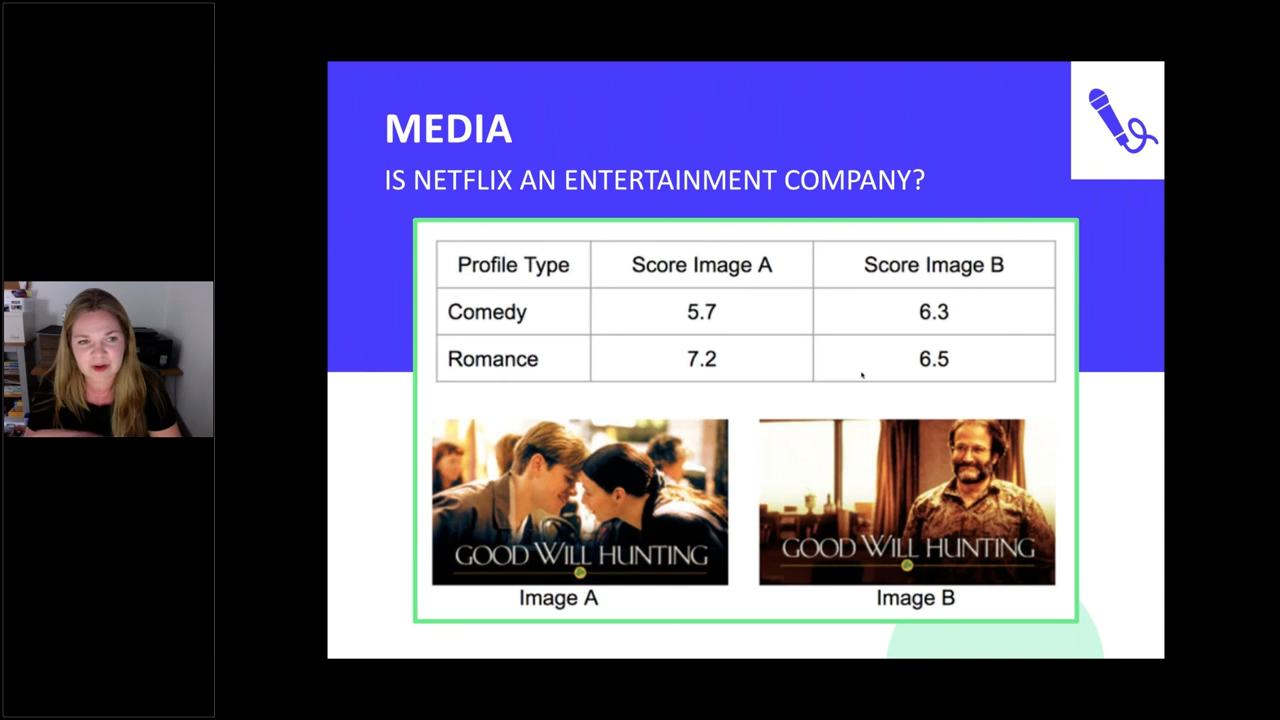 MEDIA
IS NETFLIX AN ENTERTAINMENT COMPANY?
Profile Type Score Image A Score Image B
Comedy 5.7 6.3
Romance 7.2 6.5
GOOD WILL HUNTING GOOD WILL HUNTING
Image A Image B